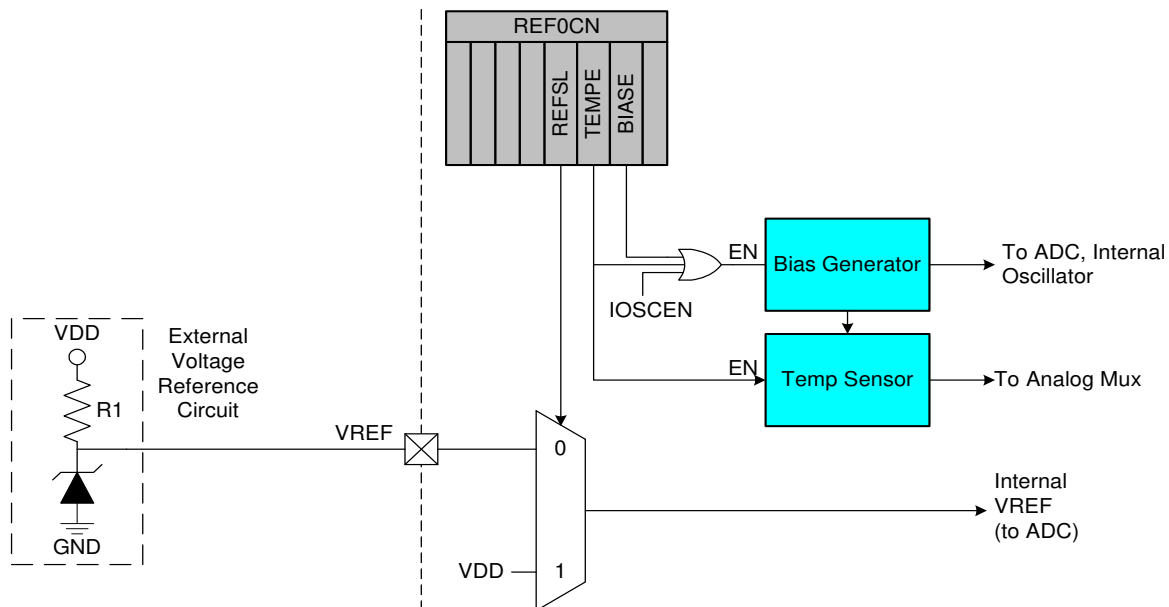 REF0CN
REFSL
TEMPE
BIASE
EN
Bias Generator
To ADC, Internal
Oscillator
IOSCEN
VDD
External
Voltage
Reference
Circuit
R1
EN
Temp Sensor
To Analog Mux
VREF
0
Internal
VREF
(to ADC)
GND
VDD
1